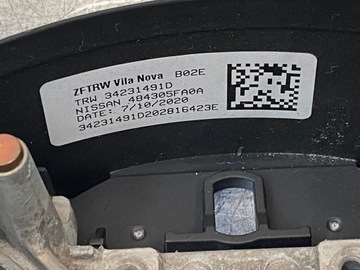 ZFTRW Vila Nova B02E
TRW 34231491D
NISSAN 484305FA0A
DATE: 7/10/2020
34231491D202816423E